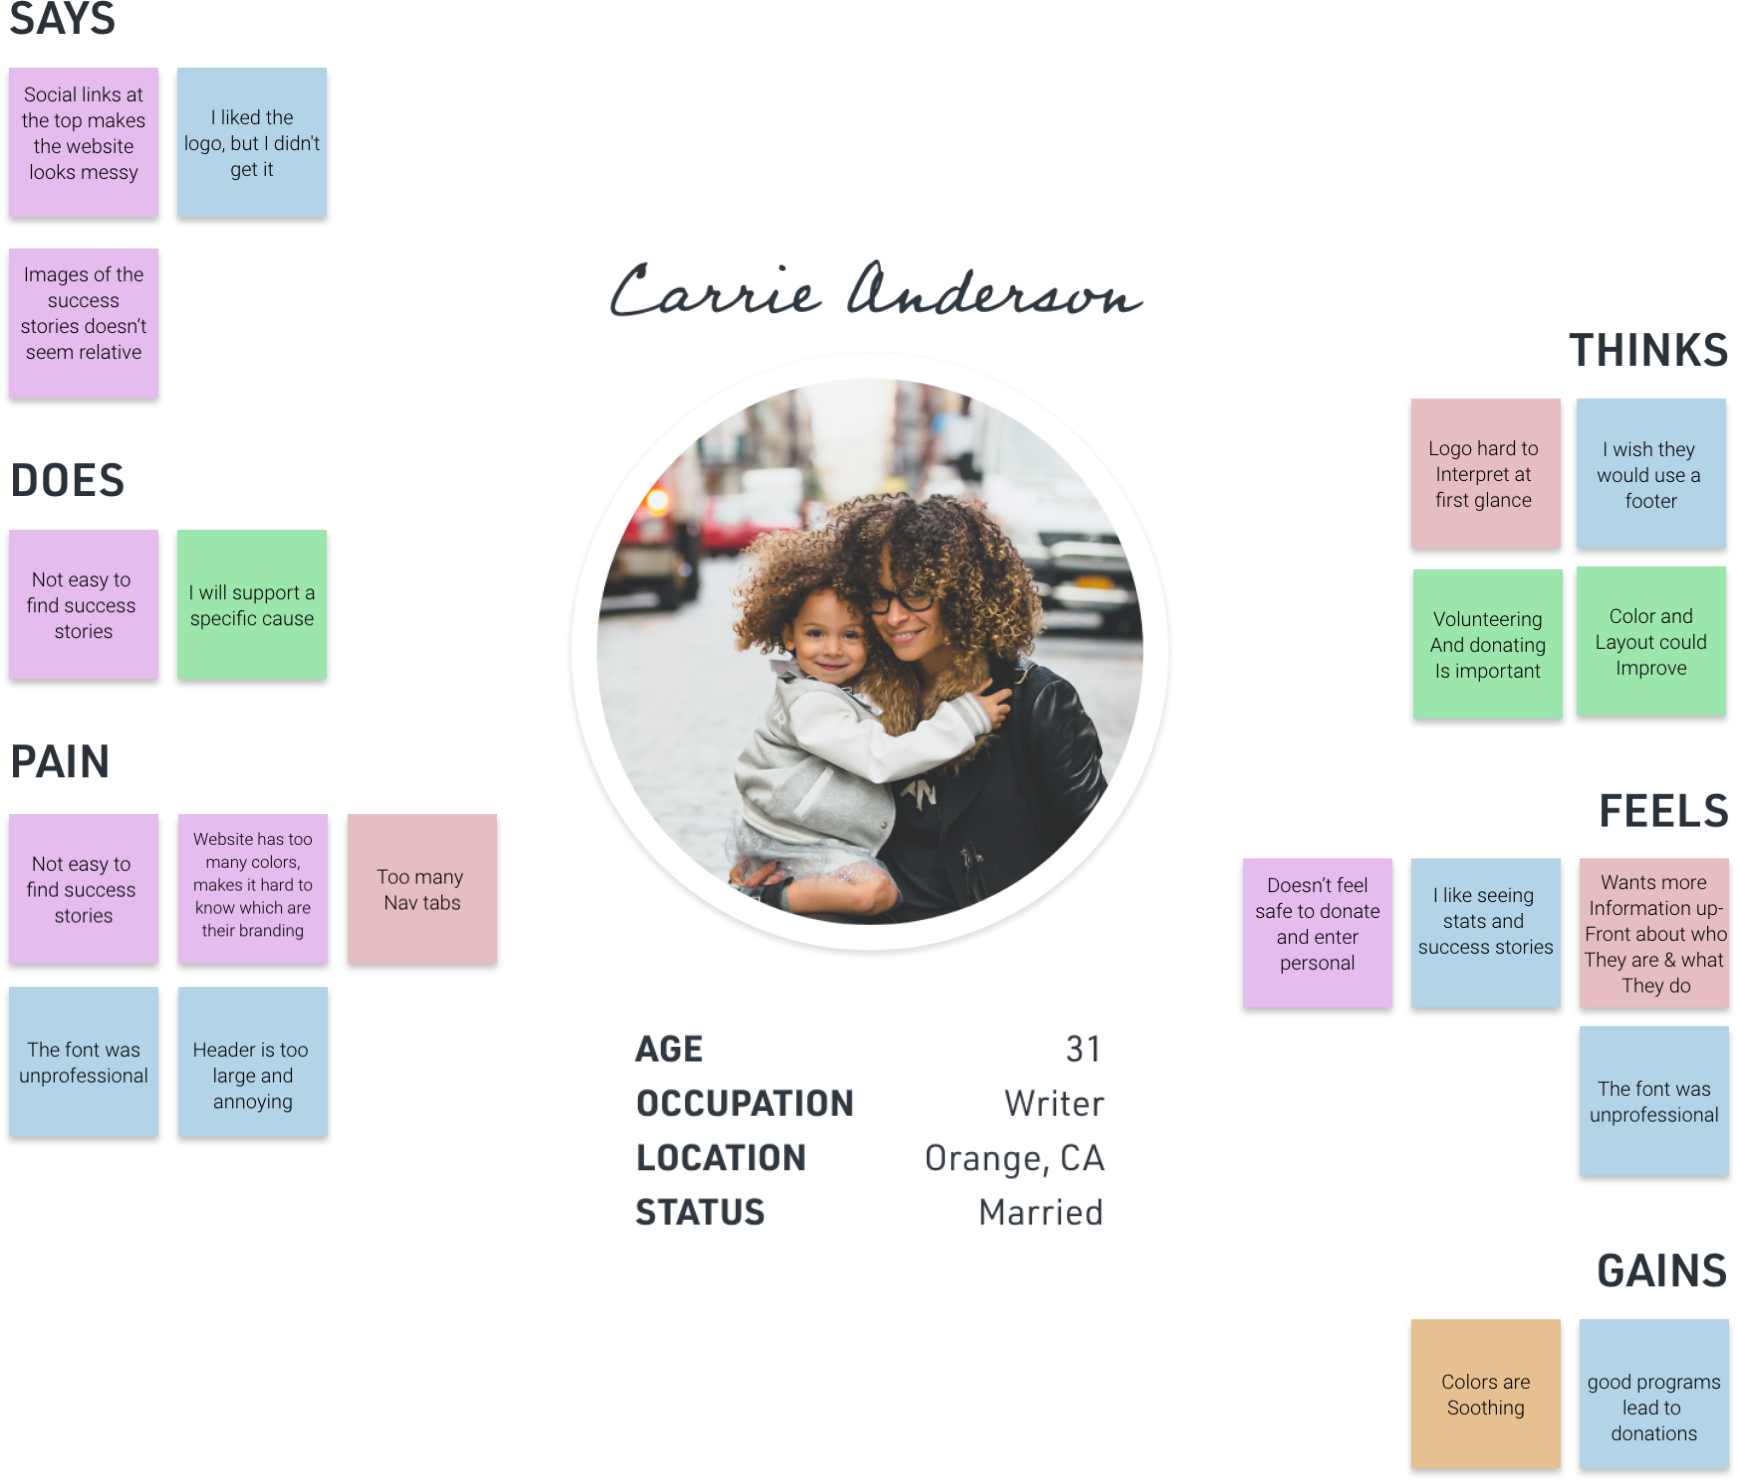 SAYS
Social links at
the top makes
the website
looks messy
I liked the
logo, but I didn't
get it
Images of the
success
stories doesn’t
seem relative
DOES
Not easy to
find success
stories
I will support a
specific cause
PAIN
Not easy to
find success
stories
Website has too
many colors,
makes it hard to
know which are
their branding
Too many
Nav tabs
The font was
unprofessional
Header is too
large and
annoying
Carrie Anderson
AGE 31
OCCUPATION Writer
LOCATION Orange, CA
STATUS Married
THINKS
Logo hard to
Interpret at
first glance
I wish they
would use a
footer
Volunteering
And donating
Is important
Color and
Layout could
Improve
FEELS
Doesn’t feel
safe to donate
and enter
personal
I like seeing
stats and
success stories
Wants more
Information up-
Front about who
They are & what
They do
The font was
unprofessional
GAINS
Colors are
Soothing
good programs
lead to
donations